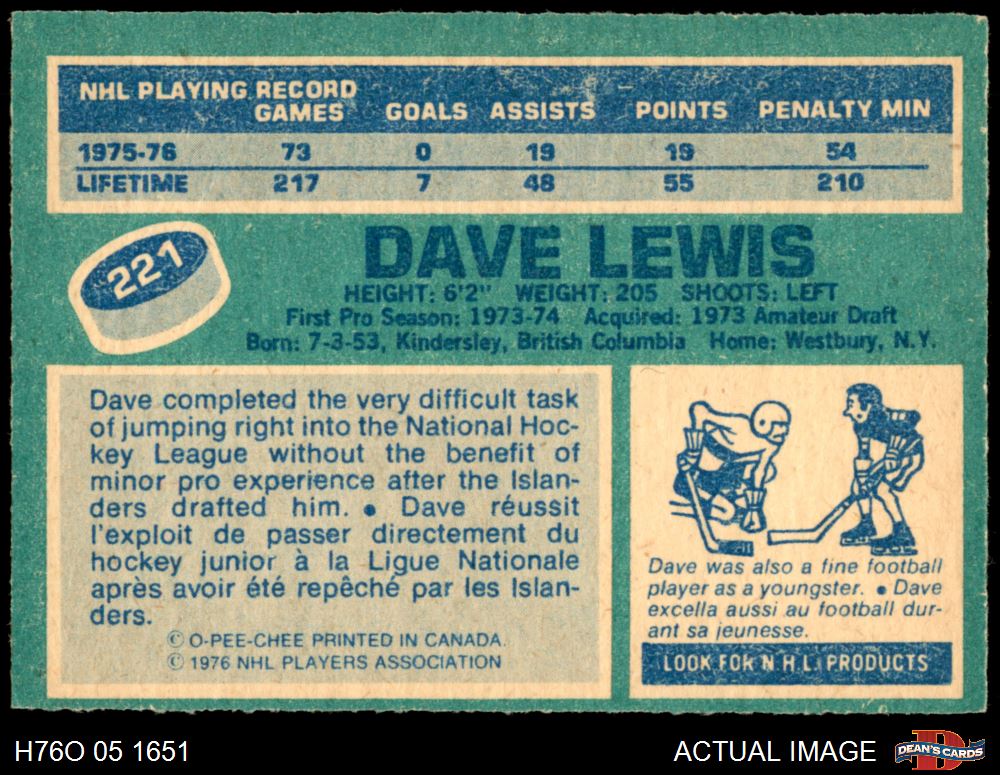 NHL PLAYING RECORD
GAMES GOALS ASSISTS POINTS PENALTY MIN
1975-76 73 0 19 19 54
LIFETIME 217 7 48 55 210
221
DAVE LEWIS
HEIGHT: 6'2" WEIGHT: 205 SHOOTS: LEFT
First Pro Season: 1973-74 Acquired: 1973 Amateur Draft
Born: 7-3-53, Kindersley, British Columbia Home: Westbury, N.Y.
Dave completed the very difficult task
of jumping right into the National Hoc-
key League without the benefit of
minor pro experience after the Islan-
ders drafted him. • Dave réussit
l'exploit de passer directement du
hockey junior à la Ligue Nationale
après avoir été repêché par les Islan-
ders.
© O-PEE-CHEE PRINTED IN CANADA.
© 1976 NHL PLAYERS ASSOCIATION
Dave was also a fine football
player as a youngster. • Dave
excella aussi au football dur-
ant sa jeunesse.
LOOK FOR N.H.L. PRODUCTS
H76O 05 1651
ACTUAL IMAGE
DEAN'S CARDS